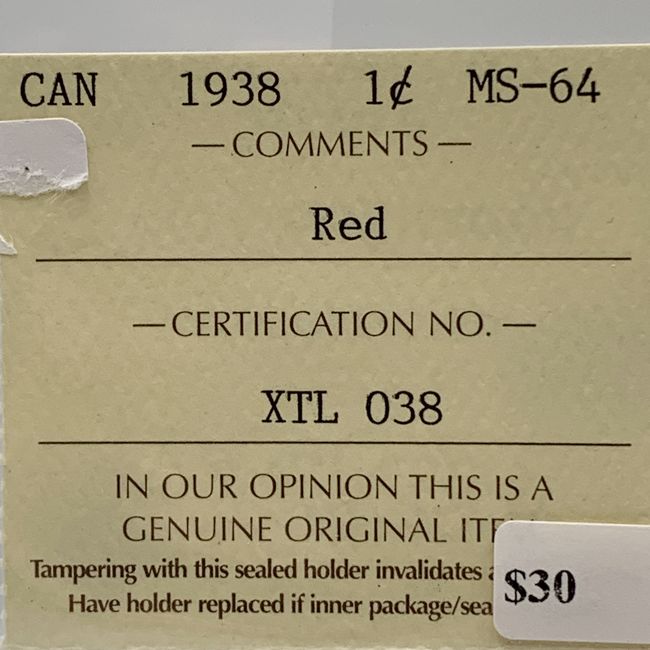 CAN 1938 1¢ MS-64
— COMMENTS —
Red
— CERTIFICATION NO. —
XTL 038
IN OUR OPINION THIS IS A
GENUINE ORIGINAL
Tampering with this sealed holder invalidates
Have holder replaced if inner
$30